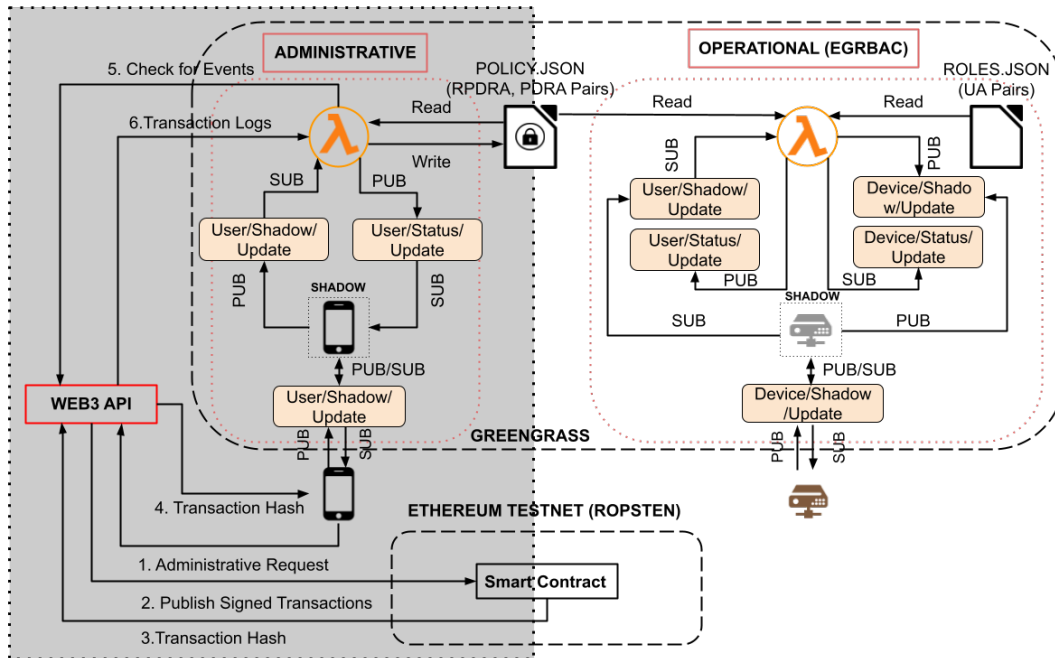 ADMINISTRATIVE
OPERATIONAL (EGRBAC)
5. Check for Events
POLICY.JSON
(RPDRA, PDRA Pairs)
ROLES.JSON
(UA Pairs)
Read
Read
Read
6.Transaction Logs
λ
λ
Write
SUB
PUB
SUB
PUB
User/Shadow/
Update
User/Status/
Update
User/Shadow/
Update
Device/Shado
w/Update
User/Status/
Update
Device/Status/
Update
PUB
SUB
PUB
SUB
SHADOW
SHADOW
SUB
PUB
PUB/SUB
PUB/SUB
WEB3 API
User/Shadow/
Update
Device/Shadow
/Update
GREENGRASS
PUB
SUB
PUB
SUB
4. Transaction Hash
ETHEREUM TESTNET (ROPSTEN)
1. Administrative Request
Smart Contract
2. Publish Signed Transactions
3.Transaction Hash